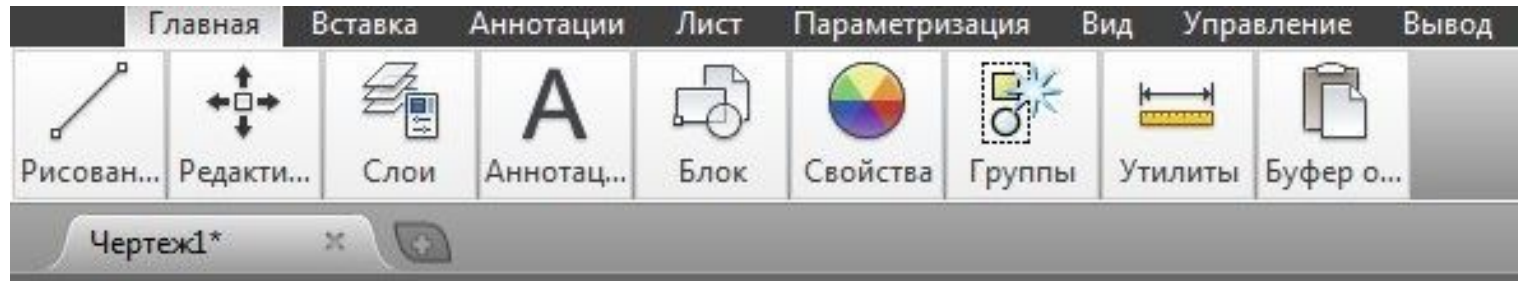 Главная Вставка Аннотации Лист Параметризация Вид Управление Вывод
Рисован... Редакти... Слои Аннотац... Блок Свойства Группы Утилиты Буфер о...
Чертеж1*